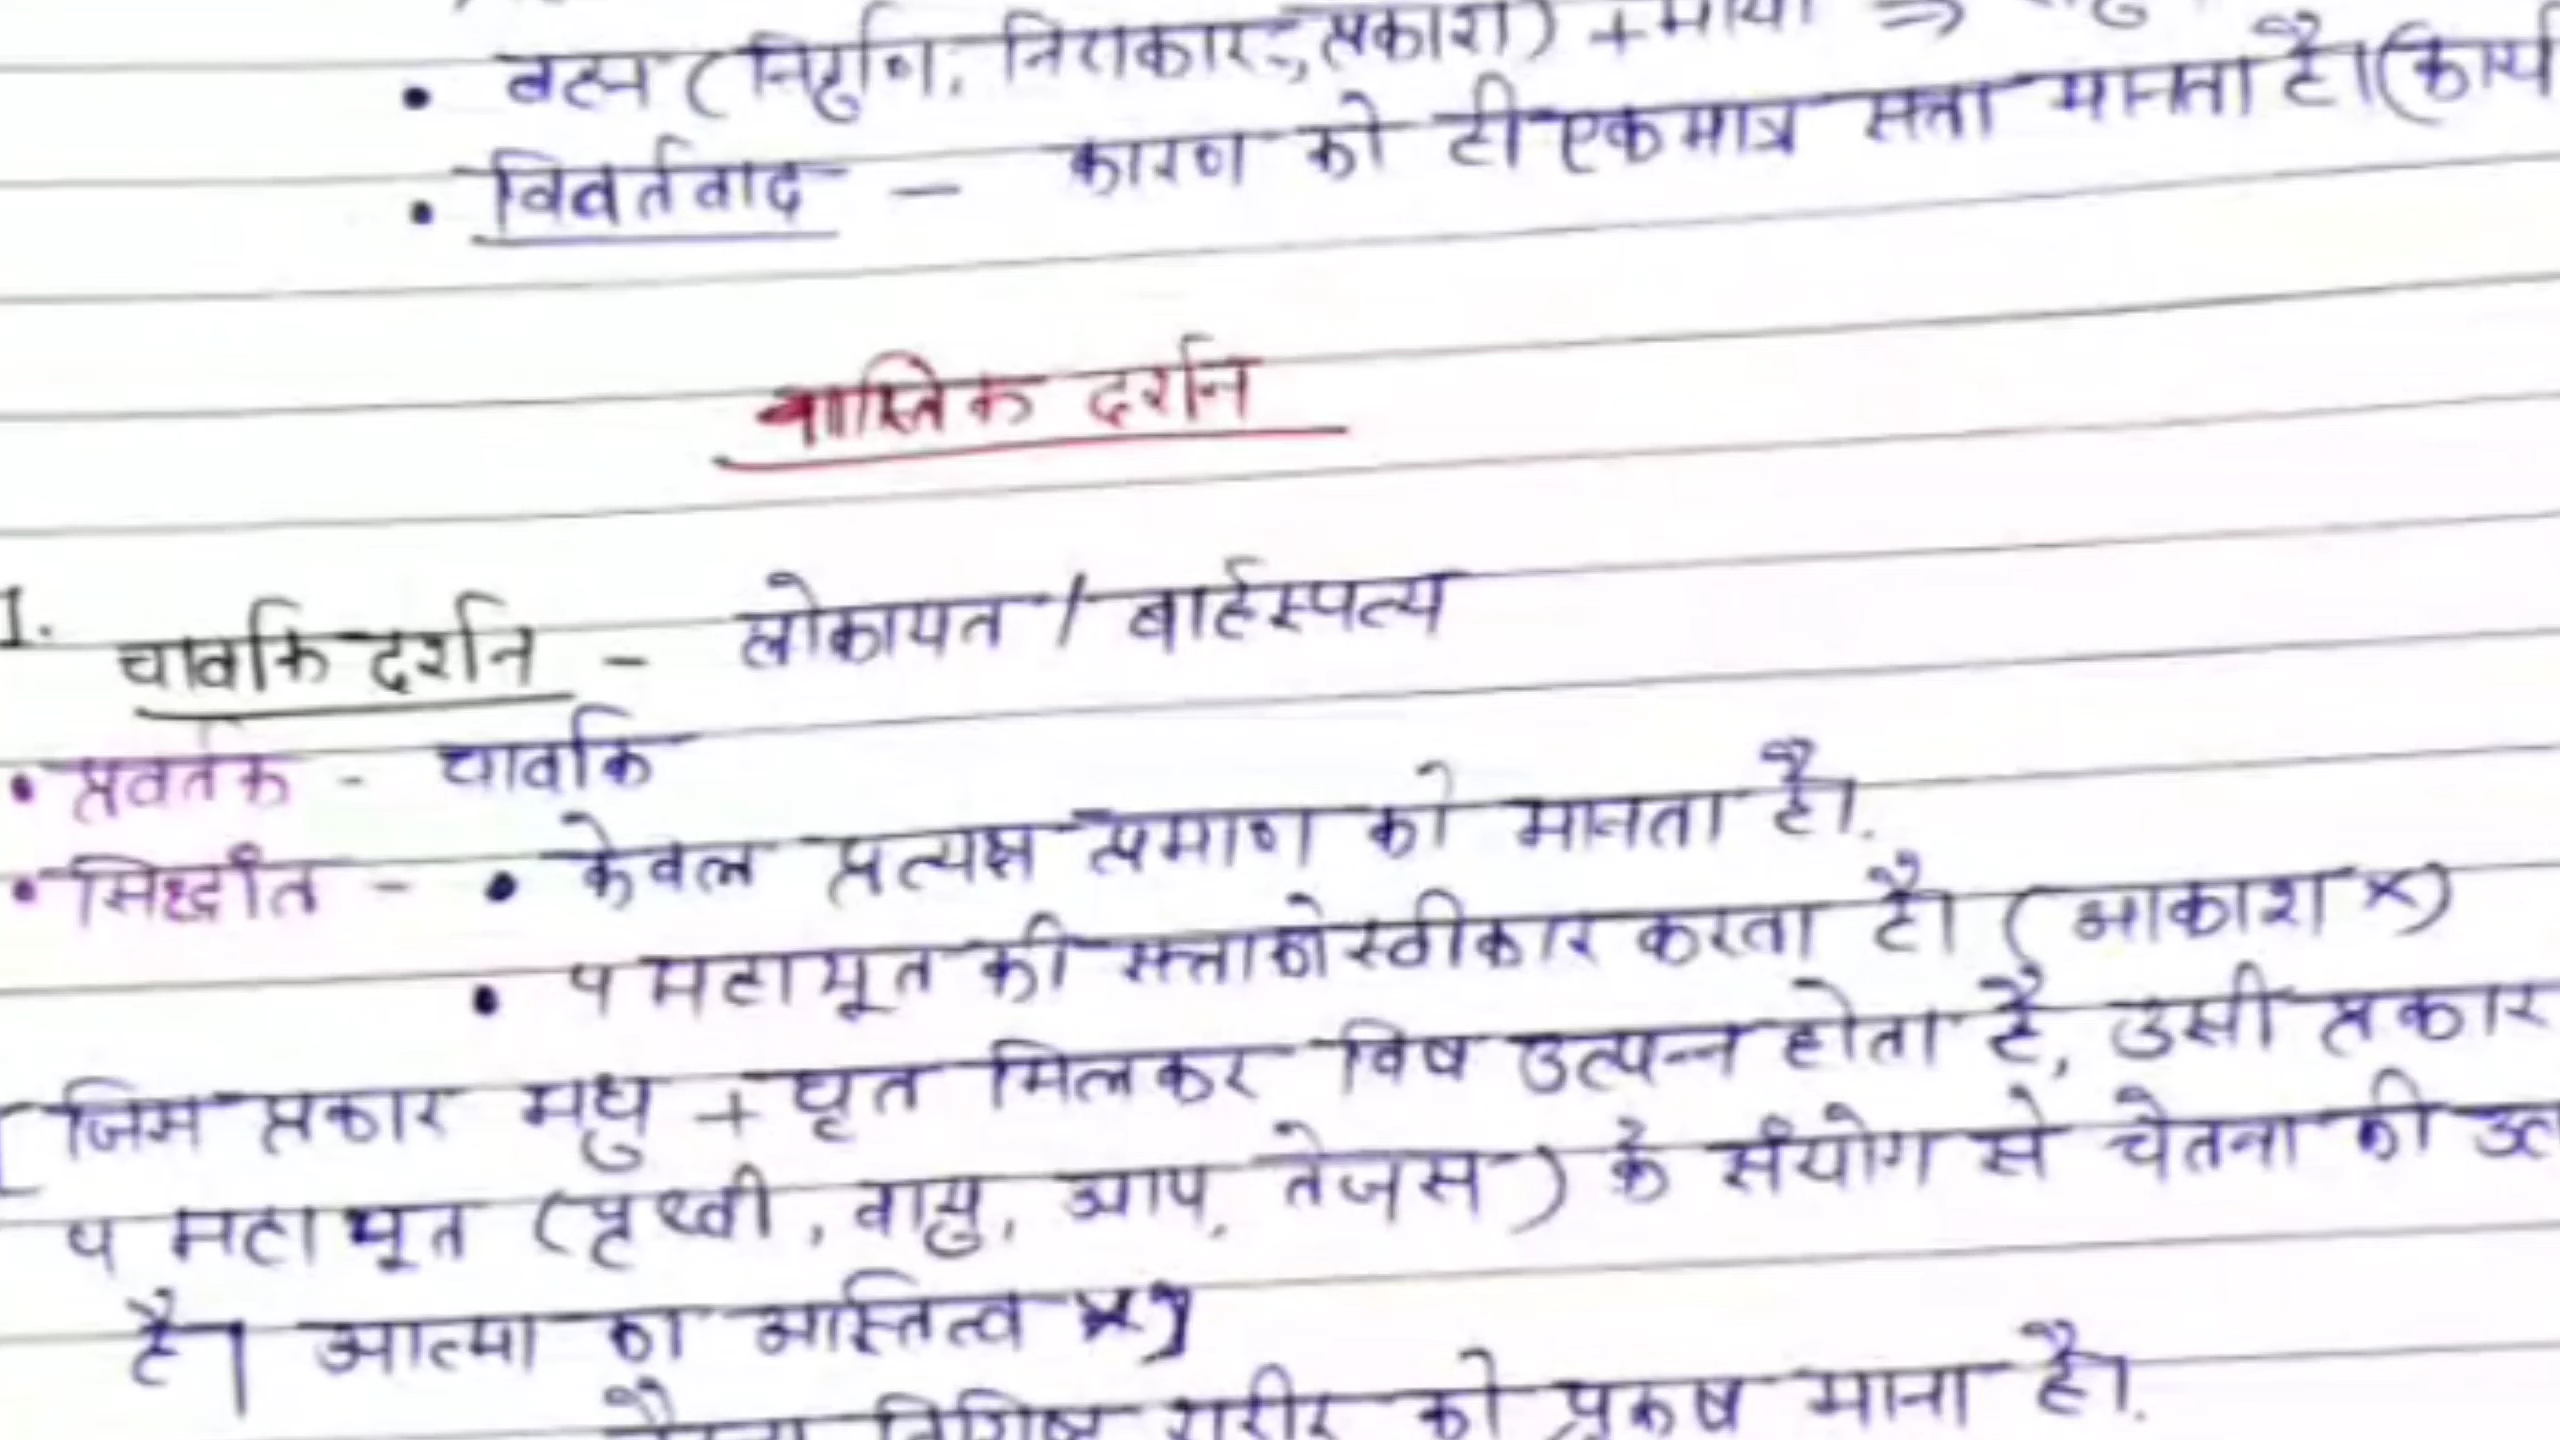 • ब्रह्म (निर्गुण, निराकार, प्रकाश) + माया ⇒
• विवर्तवाद – कारण को ही एकमात्र सत्ता मानता है। (कार्य
नास्तिक दर्शन
1. चार्वाक दर्शन – लोकायत / बार्हस्पत्य
• प्रवर्तक - चार्वाक
• सिद्धांत - • केवल प्रत्यक्ष प्रमाण को मानता है।
• 4 महाभूत की सत्ता को स्वीकार करता है। (आकाश ×)
[जिस प्रकार मधु + घृत मिलकर विष उत्पन्न होता है, उसी प्रकार
4 महाभूत (पृथ्वी, वायु, आप, तेजस) के संयोग से चेतना की
है। आत्मा का अस्तित्व ×]
शरीर को पुरुष माना है।